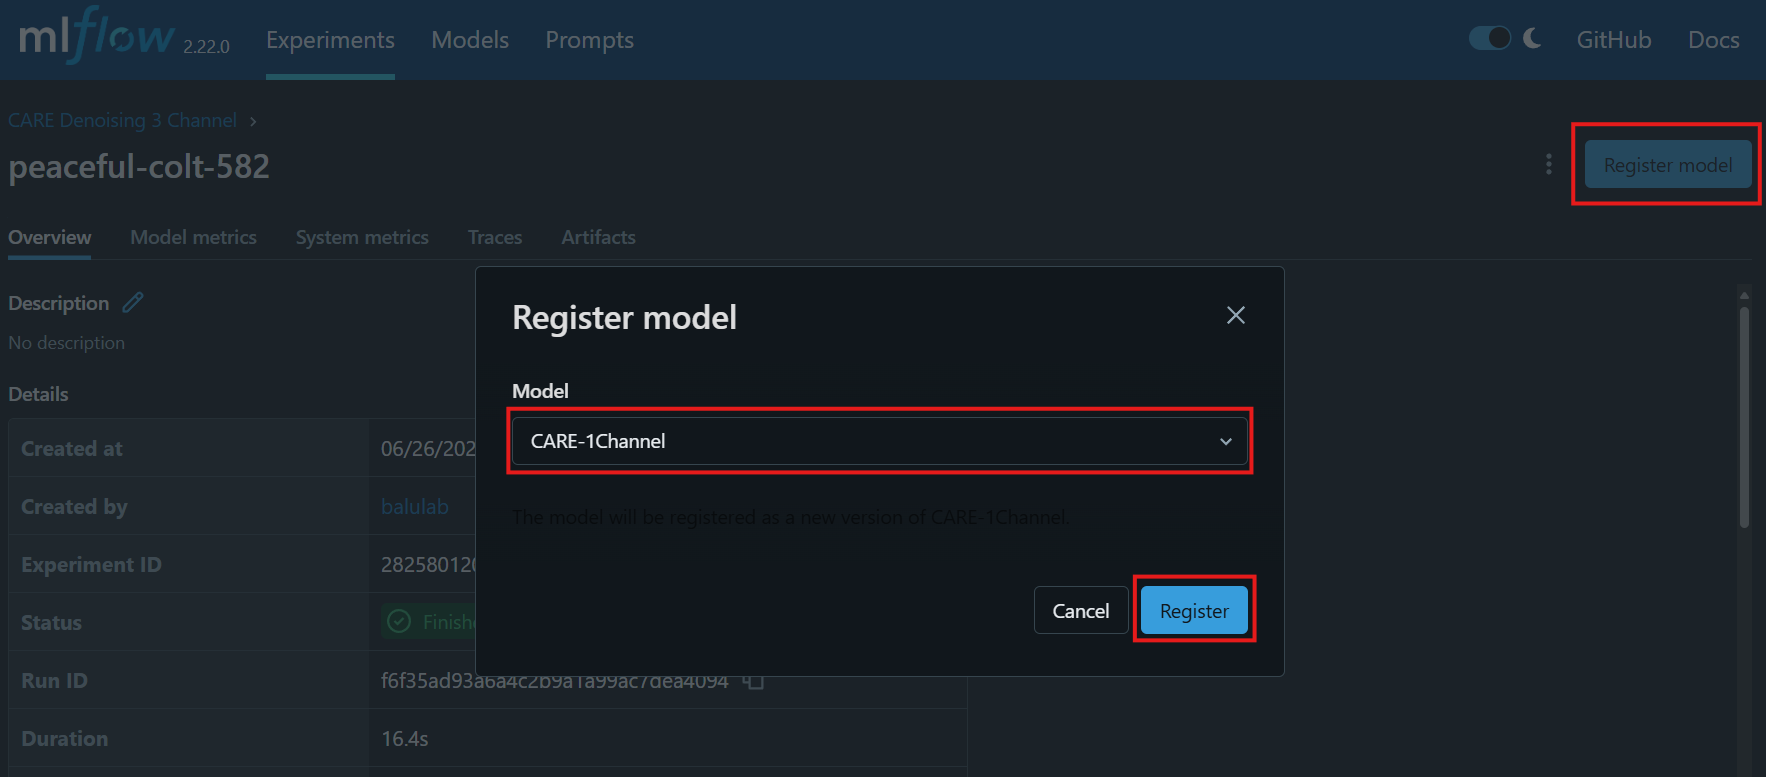 mlflow 2.22.0 Experiments Models Prompts GitHub Docs
CARE Denoising 3 Channel ›
peaceful-colt-582
Register model
Overview Model metrics System metrics Traces Artifacts
Description
No description
Details
Created at 06/26/202
Created by balulab
Experiment ID 28258012
Status Finish
Run ID f6f35ad93a6a4c2b9a1a99ac7dea4094
Duration 16.4s
Register model
Model
CARE-1Channel
The model will be registered as a new version of CARE-1Channel.
Cancel Register